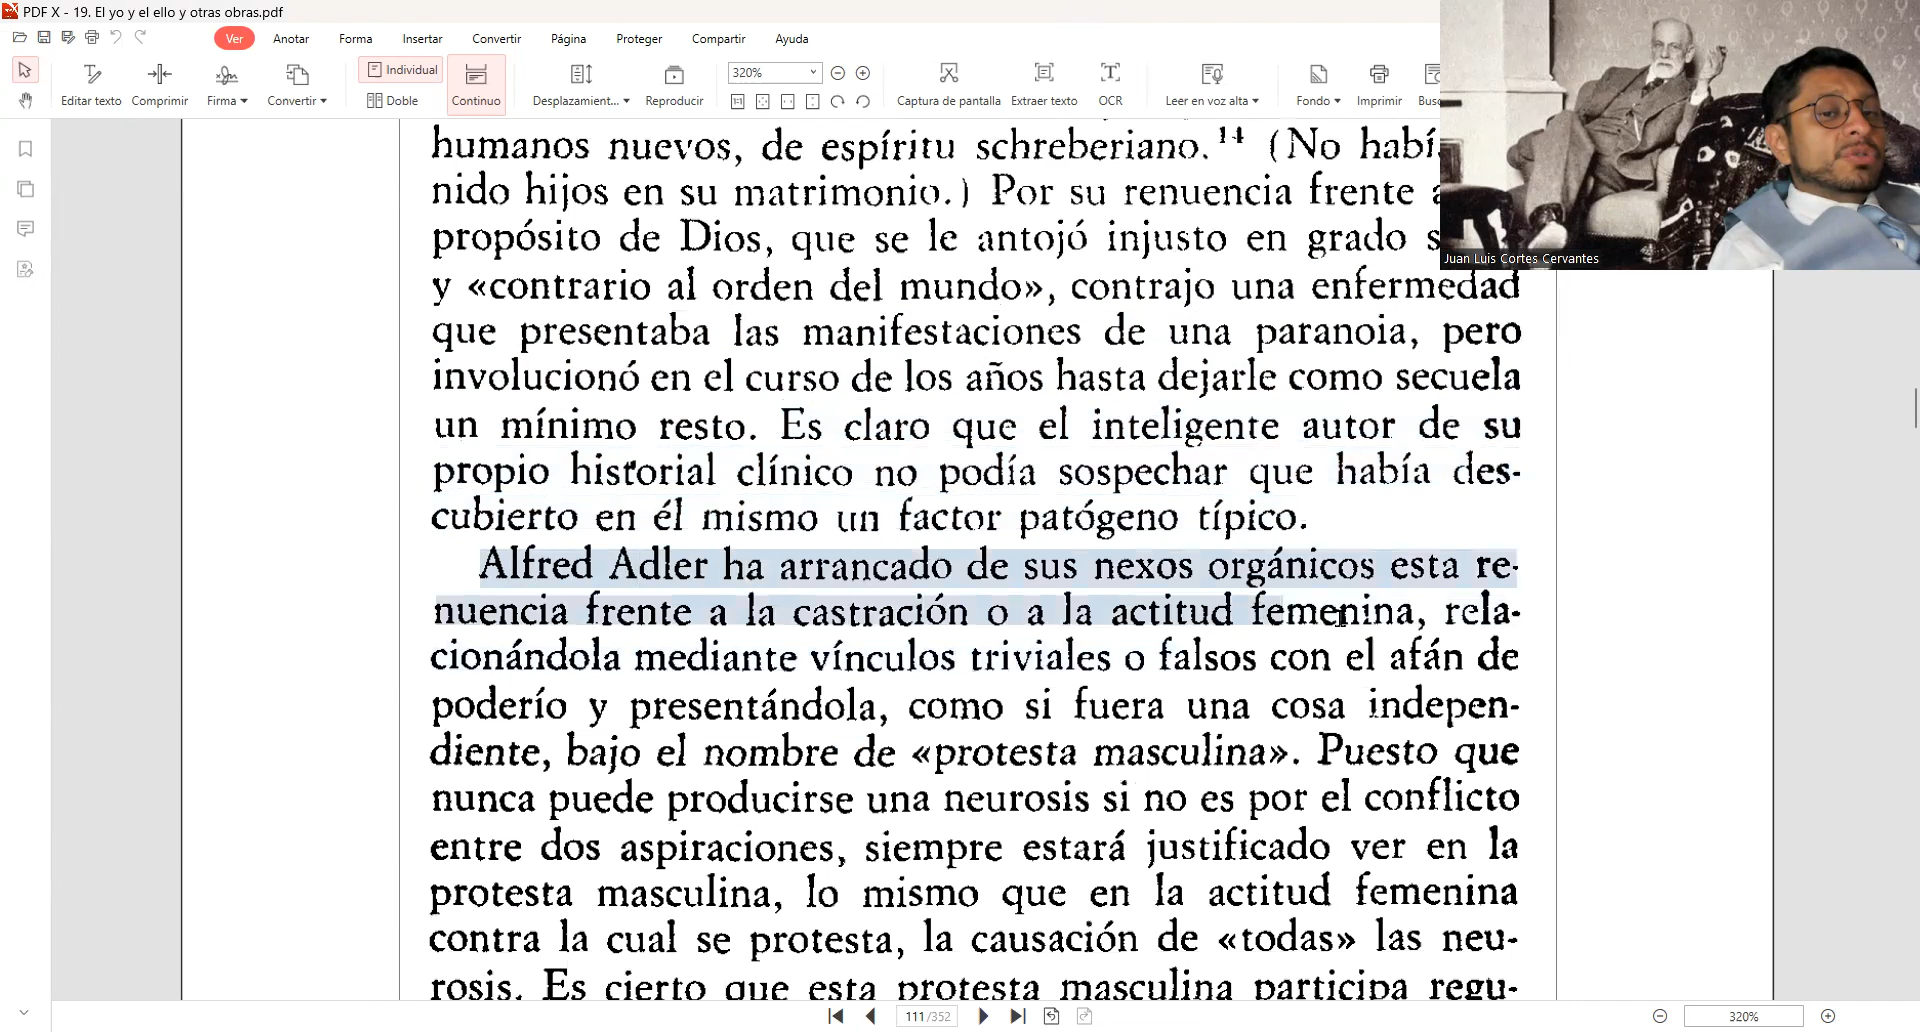 PDF X - 19. El yo y el ello y otras obras.pdf
Ver Anotar Forma Insertar Convertir Página Proteger Compartir Ayuda
Individual
320%
Editar texto Comprimir Firma Convertir Doble Continuo Desplazamient... Reproducir Captura de pantalla Extraer texto OCR Leer en voz alta Fondo Imprimir Busc
humanos nuevos, de espíritu schreberiano.¹⁴ (No habí
nido hijos en su matrimonio.) Por su renuencia frente a
propósito de Dios, que se le antojó injusto en grado s
y «contrario al orden del mundo», contrajo una enfermedad
que presentaba las manifestaciones de una paranoia, pero
involucionó en el curso de los años hasta dejarle como secuela
un mínimo resto. Es claro que el inteligente autor de su
propio historial clínico no podía sospechar que había des-
cubierto en él mismo un factor patógeno típico.
Alfred Adler ha arrancado de sus nexos orgánicos esta re-
nuencia frente a la castración o a la actitud femenina, rela-
cionándola mediante vínculos triviales o falsos con el afán de
poderío y presentándola, como si fuera una cosa indepen-
diente, bajo el nombre de «protesta masculina». Puesto que
nunca puede producirse una neurosis si no es por el conflicto
entre dos aspiraciones, siempre estará justificado ver en la
protesta masculina, lo mismo que en la actitud femenina
contra la cual se protesta, la causación de «todas» las neu-
rosis. Es cierto que esta protesta masculina participa regu-
111/352
320%
Juan Luis Cortes Cervantes